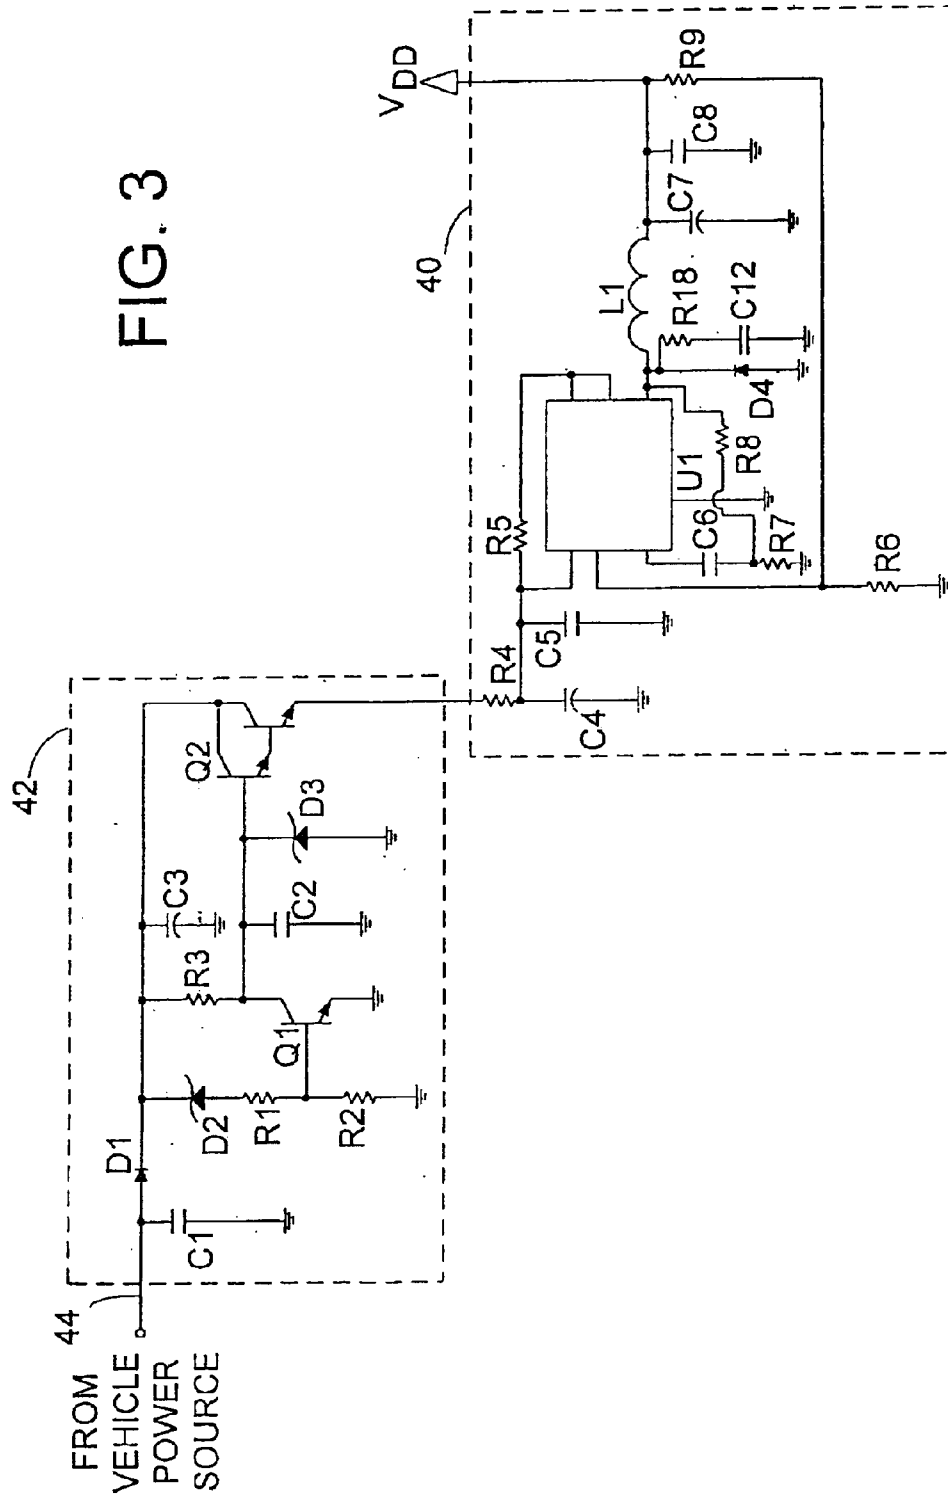 FIG. 3
42
40
44
FROM
VEHICLE
POWER
SOURCE
C1
D1
D2
R1
R2
R3
Q1
C3
C2
D3
Q2
R4
C4
C5
R5
U1
C6
R7
R8
R6
D4
C12
R18
L1
C7
C8
R9
VDD